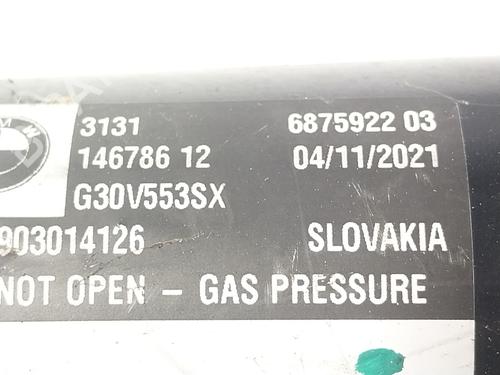 3131 6875922 03
146786 12 04/11/2021
G30V553SX
903014126 SLOVAKIA
NOT OPEN – GAS PRESSURE